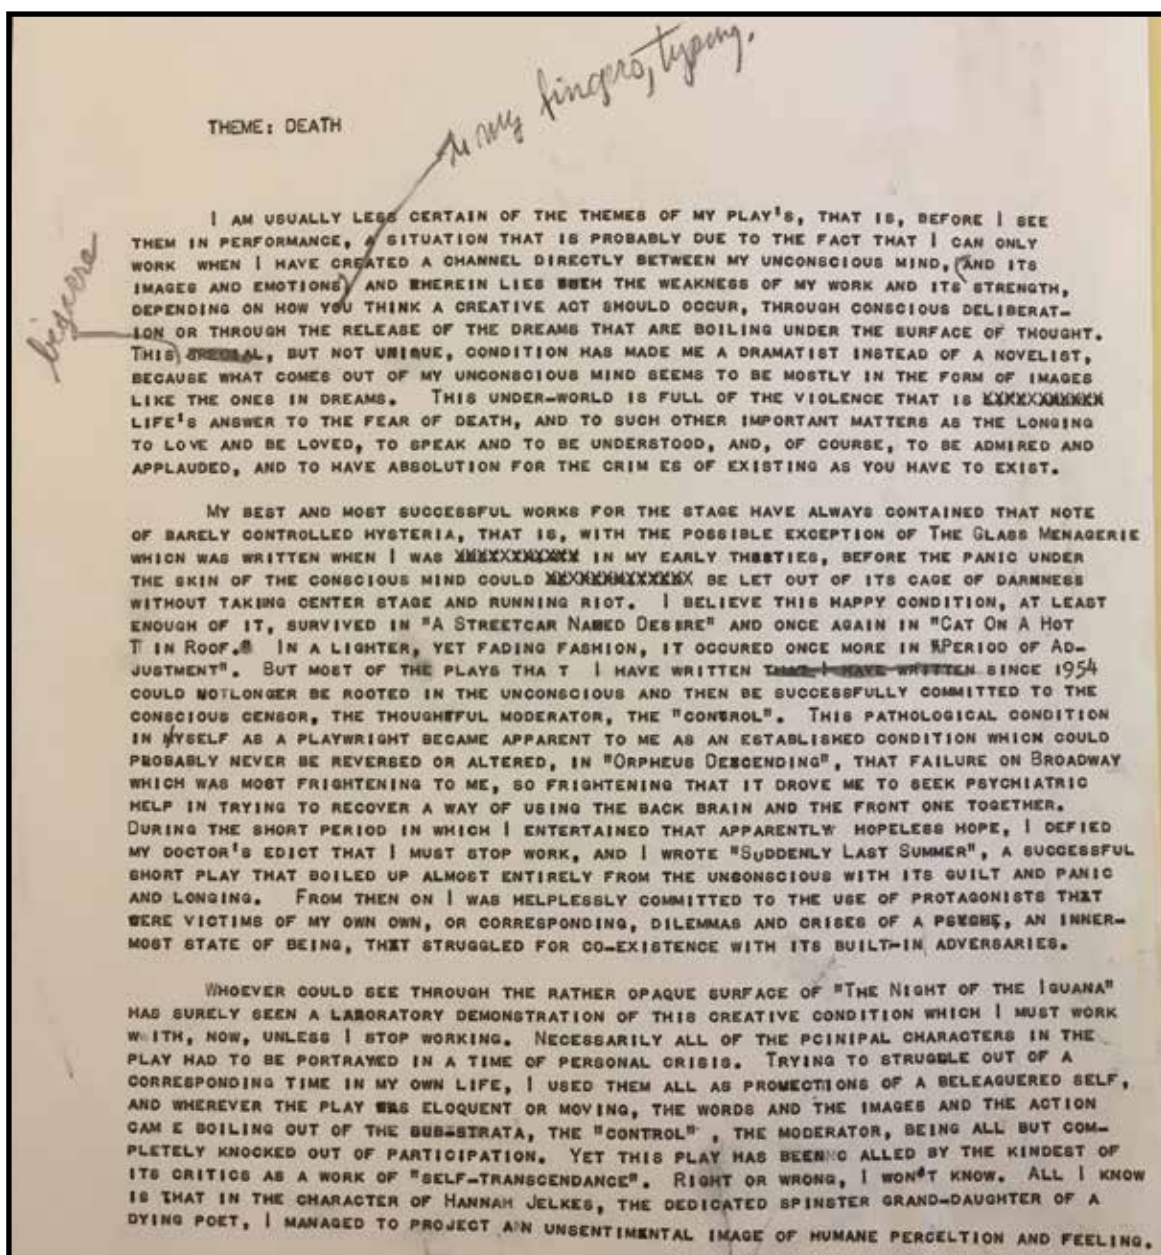 to my fingers, typing.
THEME: DEATH
bizarre
I AM USUALLY LESS CERTAIN OF THE THEMES OF MY PLAY'S, THAT IS, BEFORE I SEE
THEM IN PERFORMANCE, A SITUATION THAT IS PROBABLY DUE TO THE FACT THAT I CAN ONLY
WORK WHEN I HAVE CREATED A CHANNEL DIRECTLY BETWEEN MY UNCONSCIOUS MIND, (AND ITS
IMAGES AND EMOTIONS) AND WHEREIN LIES BOTH THE WEAKNESS OF MY WORK AND ITS STRENGTH,
DEPENDING ON HOW YOU THINK A CREATIVE ACT SHOULD OCCUR, THROUGH CONSCIOUS DELIBERAT-
ION OR THROUGH THE RELEASE OF THE DREAMS THAT ARE BOILING UNDER THE SURFACE OF THOUGHT.
THIS , BUT NOT UNIQUE, CONDITION HAS MADE ME A DRAMATIST INSTEAD OF A NOVELIST,
BECAUSE WHAT COMES OUT OF MY UNCONSCIOUS MIND SEEMS TO BE MOSTLY IN THE FORM OF IMAGES
LIKE THE ONES IN DREAMS. THIS UNDER-WORLD IS FULL OF THE VIOLENCE THAT IS
LIFE'S ANSWER TO THE FEAR OF DEATH, AND TO SUCH OTHER IMPORTANT MATTERS AS THE LONGING
TO LOVE AND BE LOVED, TO SPEAK AND TO BE UNDERSTOOD, AND, OF COURSE, TO BE ADMIRED AND
APPLAUDED, AND TO HAVE ABSOLUTION FOR THE CRIM ES OF EXISTING AS YOU HAVE TO EXIST.
MY BEST AND MOST SUCCESSFUL WORKS FOR THE STAGE HAVE ALWAYS CONTAINED THAT NOTE
OF BARELY CONTROLLED HYSTERIA, THAT IS, WITH THE POSSIBLE EXCEPTION OF THE GLASS MENAGERIE
WHICH WAS WRITTEN WHEN I WAS IN MY EARLY THSTIES, BEFORE THE PANIC UNDER
THE SKIN OF THE CONSCIOUS MIND COULD BE LET OUT OF ITS CAGE OF DARMNESS
WITHOUT TAKING CENTER STAGE AND RUNNING RIOT. I BELIEVE THIS HAPPY CONDITION, AT LEAST
ENOUGH OF IT, SURVIVED IN "A STREETCAR NAMED DESIRE" AND ONCE AGAIN IN "CAT ON A HOT
T IN ROOF." IN A LIGHTER, YET FADING FASHION, IT OCCURED ONCE MORE IN "PERIOD OF AD-
JUSTMENT". BUT MOST OF THE PLAYS THA T I HAVE WRITTEN THAT I HAVE WRITTEN SINCE 1954
COULD NOTLONGER BE ROOTED IN THE UNCONSCIOUS AND THEN BE SUCCESSFULLY COMMITTED TO THE
CONSCIOUS CENSOR, THE THOUGHTFUL MODERATOR, THE "CONTROL". THIS PATHOLOGICAL CONDITION
IN MYSELF AS A PLAYWRIGHT BECAME APPARENT TO ME AS AN ESTABLISHED CONDITION WHICH COULD
PROBABLY NEVER BE REVERSED OR ALTERED, IN "ORPHEUS DESCENDING", THAT FAILURE ON BROADWAY
WHICH WAS MOST FRIGHTENING TO ME, SO FRIGHTENING THAT IT DROVE ME TO SEEK PSYCHIATRIC
HELP IN TRYING TO RECOVER A WAY OF USING THE BACK BRAIN AND THE FRONT ONE TOGETHER.
DURING THE SHORT PERIOD IN WHICH I ENTERTAINED THAT APPARENTLY HOPELESS HOPE, I DEFIED
MY DOCTOR'S EDICT THAT I MUST STOP WORK, AND I WROTE "SUDDENLY LAST SUMMER", A SUCCESSFUL
SHORT PLAY THAT BOILED UP ALMOST ENTIRELY FROM THE UNSONSCIOUS WITH ITS GUILT AND PANIC
AND LONGING. FROM THEN ON I WAS HELPLESSLY COMMITTED TO THE USE OF PROTAGONISTS THAT
WERE VICTIMS OF MY OWN OWN, OR CORRESPONDING, DILEMMAS AND CRISES OF A PSYCHE, AN INNER-
MOST STATE OF BEING, THAT STRUGGLED FOR CO-EXISTENCE WITH ITS BUILT-IN ADVERSARIES.
WHOEVER COULD SEE THROUGH THE RATHER OPAQUE SURFACE OF "THE NIGHT OF THE IGUANA"
HAS SURELY SEEN A LABORATORY DEMONSTRATION OF THIS CREATIVE CONDITION WHICH I MUST WORK
W ITH, NOW, UNLESS I STOP WORKING. NECESSARILY ALL OF THE PCINIPAL CHARACTERS IN THE
PLAY HAD TO BE PORTRAYED IN A TIME OF PERSONAL CRISIS. TRYING TO STRUGGLE OUT OF A
CORRESPONDING TIME IN MY OWN LIFE, I USED THEM ALL AS PROMECTIONS OF A BELEAGUERED SELF,
AND WHEREVER THE PLAY WAS ELOQUENT OR MOVING, THE WORDS AND THE IMAGES AND THE ACTION
CAM E BOILING OUT OF THE SUB-STRATA, THE "CONTROL" , THE MODERATOR, BEING ALL BUT COM-
PLETELY KNOCKED OUT OF PARTICIPATION. YET THIS PLAY HAS BEEN C ALLED BY THE KINDEST OF
ITS CRITICS AS A WORK OF "SELF-TRANSCENDANCE". RIGHT OR WRONG, I WON'T KNOW. ALL I KNOW
IS THAT IN THE CHARACTER OF HANNAH JELKES, THE DEDICATED SPINSTER GRAND-DAUGHTER OF A
DYING POET, I MANAGED TO PROJECT AN UNSENTIMENTAL IMAGE OF HUMANE PERCELTION AND FEELING.